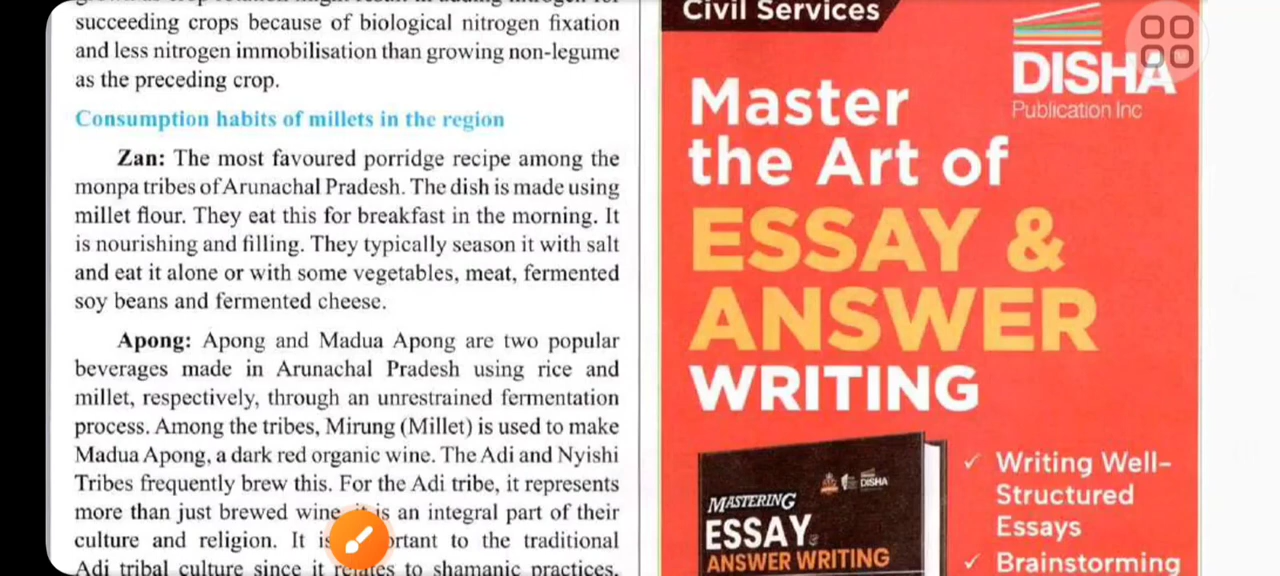 succeeding crops because of biological nitrogen fixation
and less nitrogen immobilisation than growing non-legume
as the preceding crop.
Consumption habits of millets in the region
Zan: The most favoured porridge recipe among the
monpa tribes of Arunachal Pradesh. The dish is made using
millet flour. They eat this for breakfast in the morning. It
is nourishing and filling. They typically season it with salt
and eat it alone or with some vegetables, meat, fermented
soy beans and fermented cheese.
Apong: Apong and Madua Apong are two popular
beverages made in Arunachal Pradesh using rice and
millet, respectively, through an unrestrained fermentation
process. Among the tribes, Mirung (Millet) is used to make
Madua Apong, a dark red organic wine. The Adi and Nyishi
Tribes frequently brew this. For the Adi tribe, it represents
more than just brewed wine, is an integral part of their
culture and religion. It to the traditional
Adi tribal culture since it relates to shamanic practices.
Civil Services
DISHA
Publication Inc
Master
the Art of
ESSAY &
ANSWER
WRITING
DISHA
MASTERING
ESSAY
ANSWER WRITING
✓ Writing Well-
Structured
Essays
✓ Brainstorming